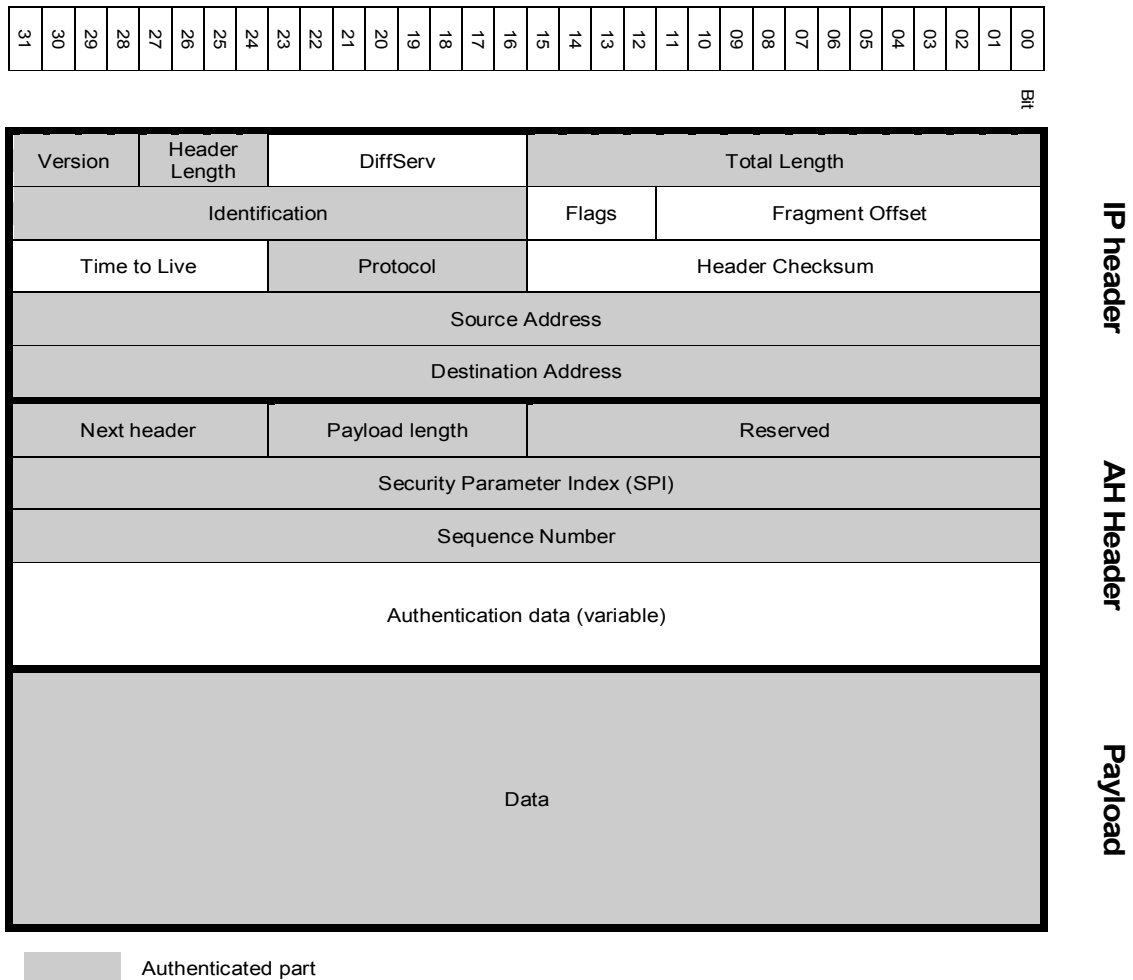 31 30 29 28 27 26 25 24 23 22 21 20 19 18 17 16 15 14 13 12 11 10 09 08 07 06 05 04 03 02 01 00
Bit
Version Header Length DiffServ Total Length
Identification Flags Fragment Offset
Time to Live Protocol Header Checksum
Source Address
Destination Address
IP header
Next header Payload length Reserved
Security Parameter Index (SPI)
Sequence Number
Authentication data (variable)
AH Header
Data
Payload
Authenticated part